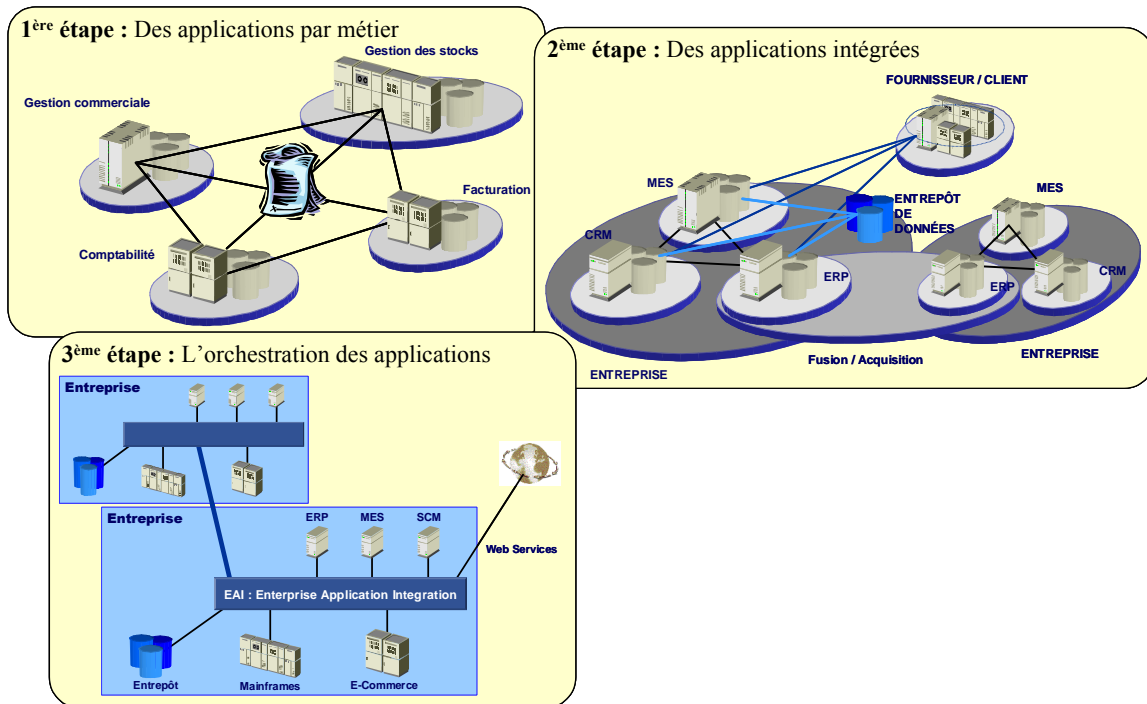 1ère étape : Des applications par métier
Gestion des stocks
Gestion commerciale
Facturation
Comptabilité
2ème étape : Des applications intégrées
FOURNISSEUR / CLIENT
MES
ENTREPÔT
DE
DONNÉES
MES
CRM
ERP
ERP
CRM
Fusion / Acquisition
ENTREPRISE
ENTREPRISE
3ème étape : L'orchestration des applications
Entreprise
Entreprise
ERP
MES
SCM
Web Services
EAI : Enterprise Application Integration
Entrepôt
Mainframes
E-Commerce